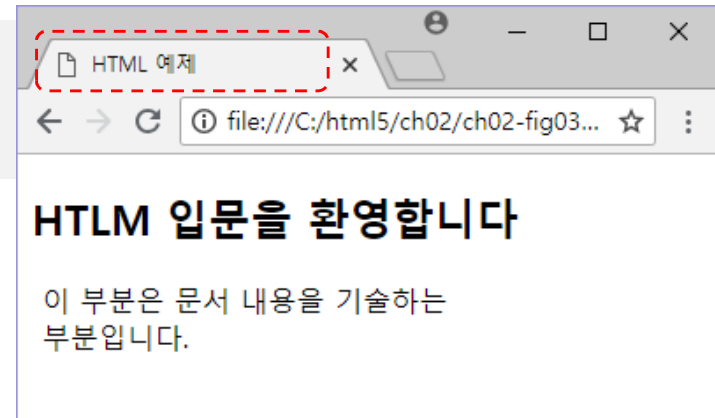 HTML 예제
file:///C:/html5/ch02/ch02-fig03...
HTLM 입문을 환영합니다
이 부분은 문서 내용을 기술하는
부분입니다.